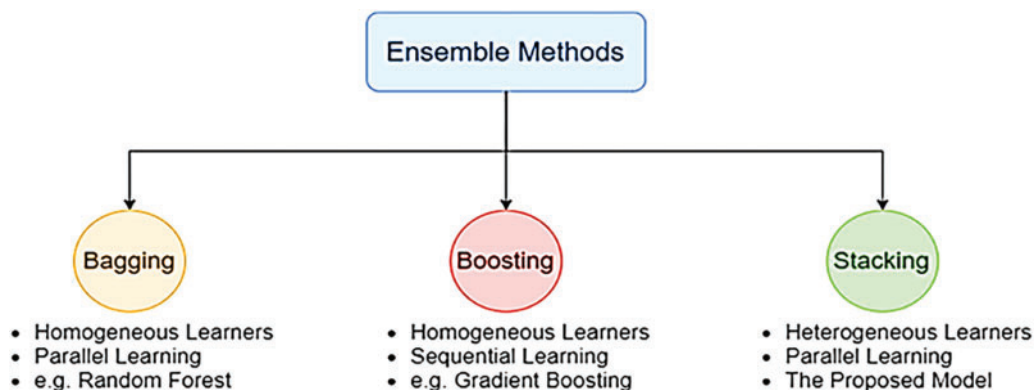 Ensemble Methods
Bagging
Boosting
Stacking
• Homogeneous Learners
• Parallel Learning
• e.g. Random Forest
• Homogeneous Learners
• Sequential Learning
• e.g. Gradient Boosting
• Heterogeneous Learners
• Parallel Learning
• The Proposed Model